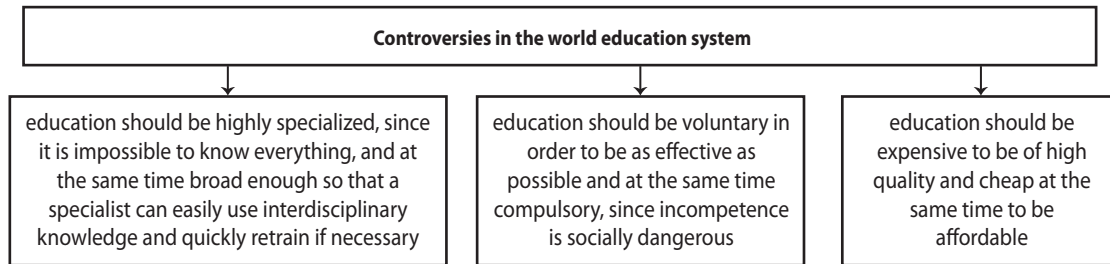 Controversies in the world education system
education should be highly specialized, since
it is impossible to know everything, and at
the same time broad enough so that a
specialist can easily use interdisciplinary
knowledge and quickly retrain if necessary
education should be voluntary in
order to be as effective as
possible and at the same time
compulsory, since incompetence
is socially dangerous
education should be
expensive to be of high
quality and cheap at the
same time to be
affordable